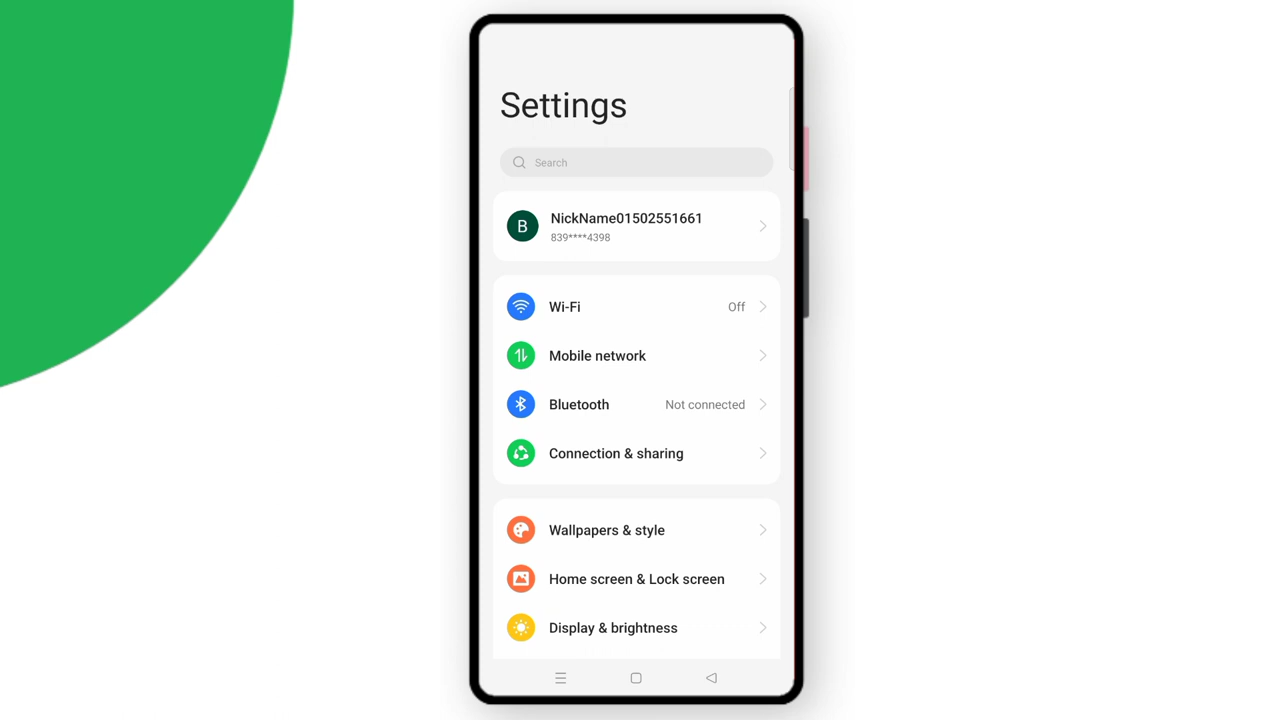 Settings
Search
B
NickName01502551661
839****4398
Wi-Fi Off
Mobile network
Bluetooth Not connected
Connection & sharing
Wallpapers & style
Home screen & Lock screen
Display & brightness